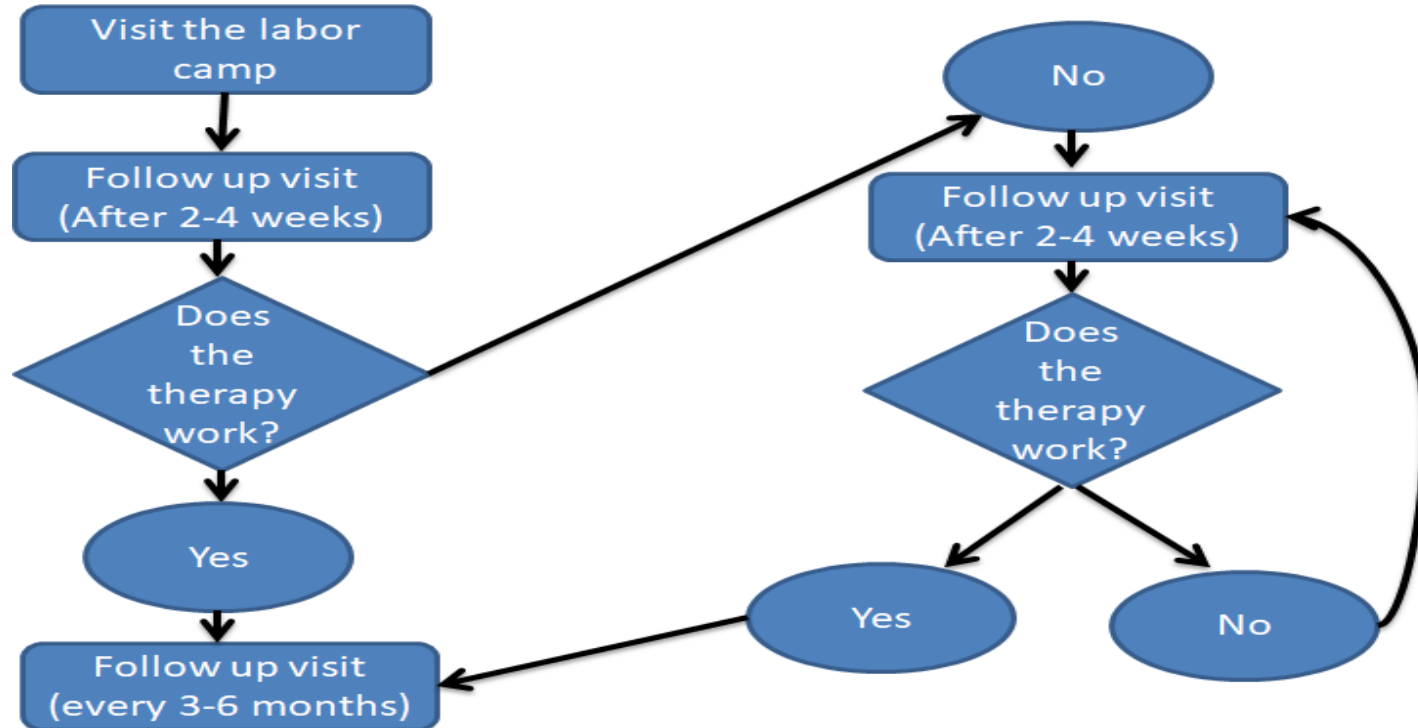 Visit the labor
camp
Follow up visit
(After 2-4 weeks)
Does
the
therapy
work?
Yes
Follow up visit
(every 3-6 months)
No
Follow up visit
(After 2-4 weeks)
Does
the
therapy
work?
Yes
No